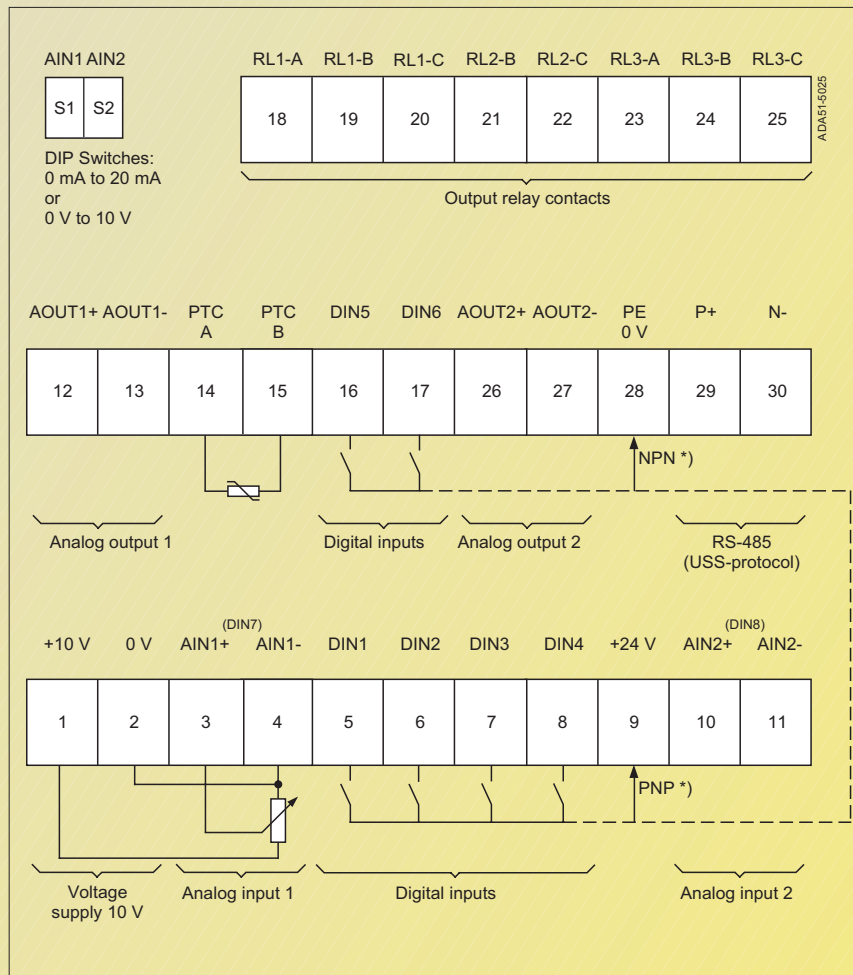 AIN1 AIN2
S1 S2
DIP Switches:
0 mA to 20 mA
or
0 V to 10 V
RL1-A RL1-B RL1-C RL2-B RL2-C RL3-A RL3-B RL3-C
18 19 20 21 22 23 24 25
ADA51-5025
Output relay contacts
AOUT1+ AOUT1- PTC A PTC B DIN5 DIN6 AOUT2+ AOUT2- PE 0 V P+ N-
12 13 14 15 16 17 26 27 28 29 30
NPN *)
Analog output 1
Digital inputs
Analog output 2
RS-485
(USS-protocol)
(DIN7) (DIN8)
+10 V 0 V AIN1+ AIN1- DIN1 DIN2 DIN3 DIN4 +24 V AIN2+ AIN2-
1 2 3 4 5 6 7 8 9 10 11
PNP *)
Voltage
supply 10 V
Analog input 1
Digital inputs
Analog input 2